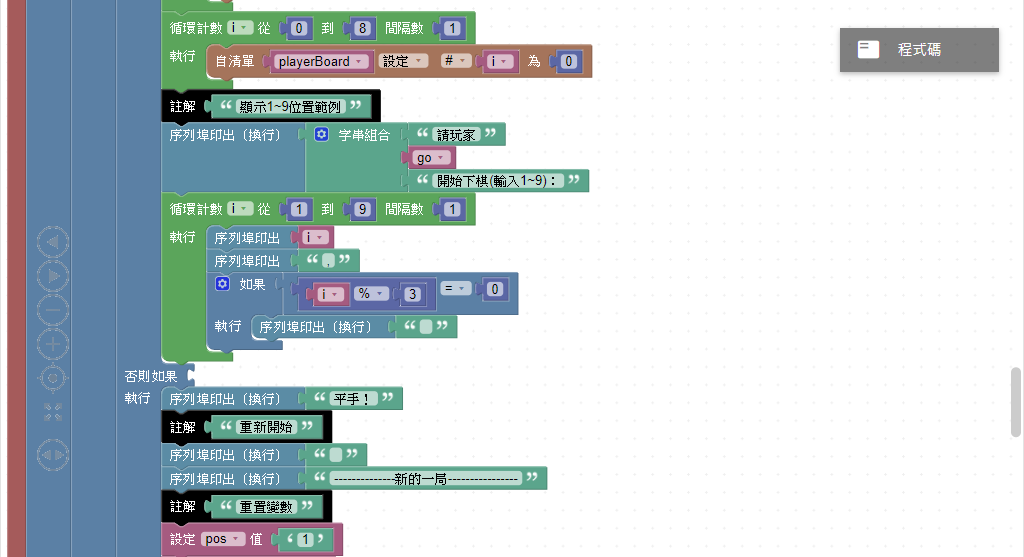 循環計數 i 從 0 到 8 間隔數 1
執行 自清單 playerBoard 設定 # i 為 0
程式碼
註解 “ 顯示1~9位置範例 ”
序列埠印出（換行） 字串組合 “ 請玩家 ”
go
“ 開始下棋(輸入1~9)： ”
循環計數 i 從 1 到 9 間隔數 1
執行 序列埠印出 i
序列埠印出 “ , ”
如果 i % 3 = 0
執行 序列埠印出（換行） “ ”
否則如果
執行 序列埠印出（換行） “ 平手！ ”
註解 “ 重新開始 ”
序列埠印出（換行） “ ”
序列埠印出（換行） “ --------------新的一局---------------- ”
註解 “ 重置變數 ”
設定 pos 值 ‘ 1 ’